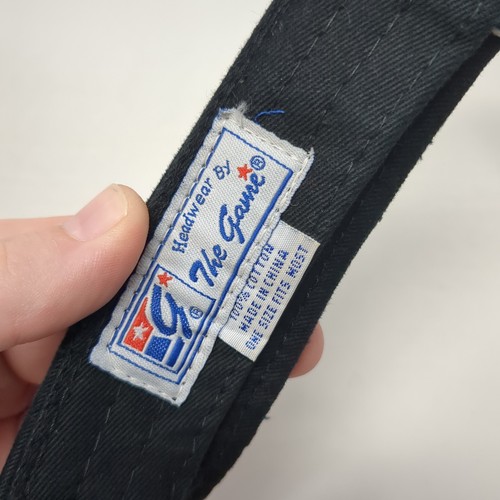 Headwear By
The Game®
G®
100% COTTON
MADE IN CHINA
ONE SIZE FITS MOST